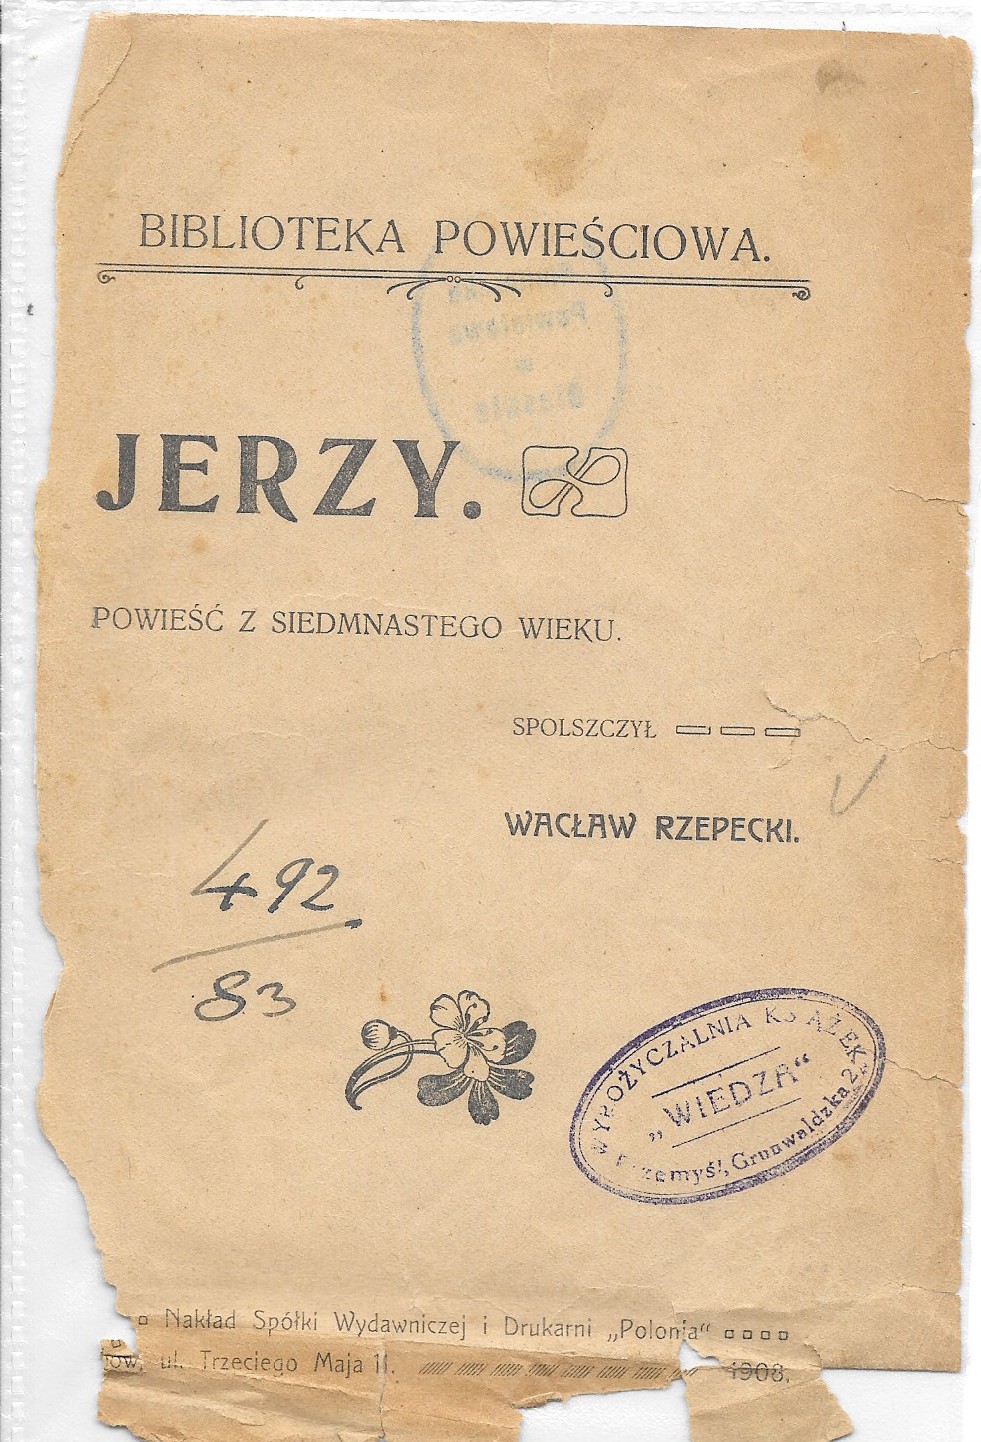 BIBLIOTEKA POWIEŚCIOWA.
JERZY.
POWIEŚĆ Z SIEDMNASTEGO WIEKU.
SPOLSZCZYŁ
WACŁAW RZEPECKI.
492
83
WYPOŻYCZALNIA KSIĄŻEK
„WIEDZA“
Przemyśl, Grunwaldzka 2
Nakład Spółki Wydawniczej i Drukarni „Polonia“
ów, ul. Trzeciego Maja 11. 1908.